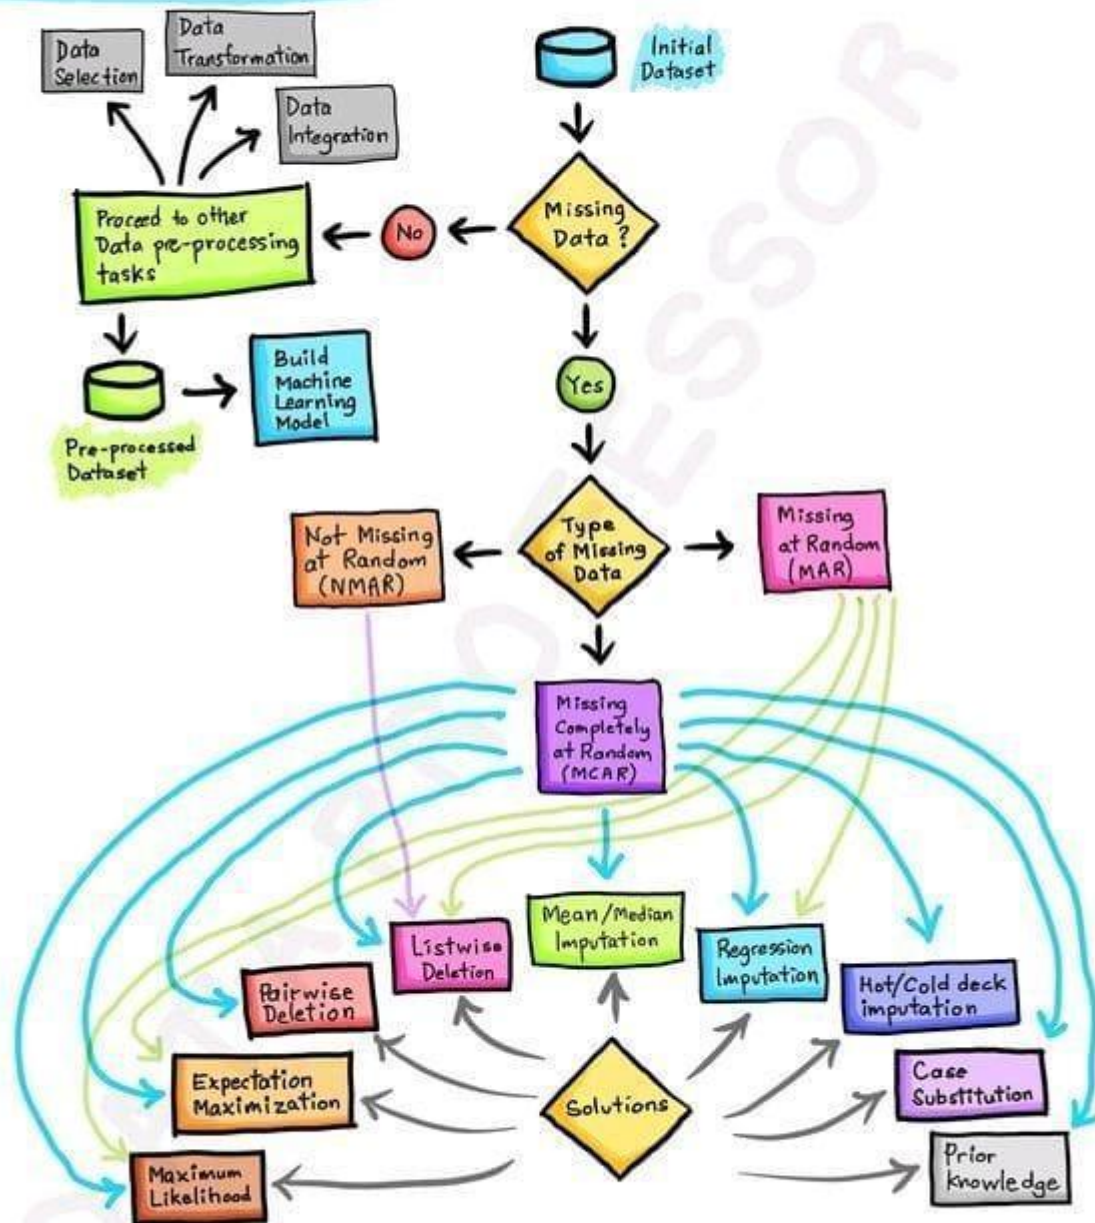 Data
Selection
Data
Transformation
Data
Integration
Initial
Dataset
Missing
Data?
No
Proceed to other
Data pre-processing
tasks
Yes
Build
Machine
Learning
Model
Pre-processed
Dataset
Not Missing
at Random
(NMAR)
Type
of Missing
Data
Missing
at Random
(MAR)
Missing
Completely
at Random
(MCAR)
Listwise
Deletion
Mean/Median
Imputation
Regression
Imputation
Hot/Cold deck
imputation
Pairwise
Deletion
Expectation
Maximization
Solutions
Case
Substitution
Maximum
Likelihood
Prior
knowledge